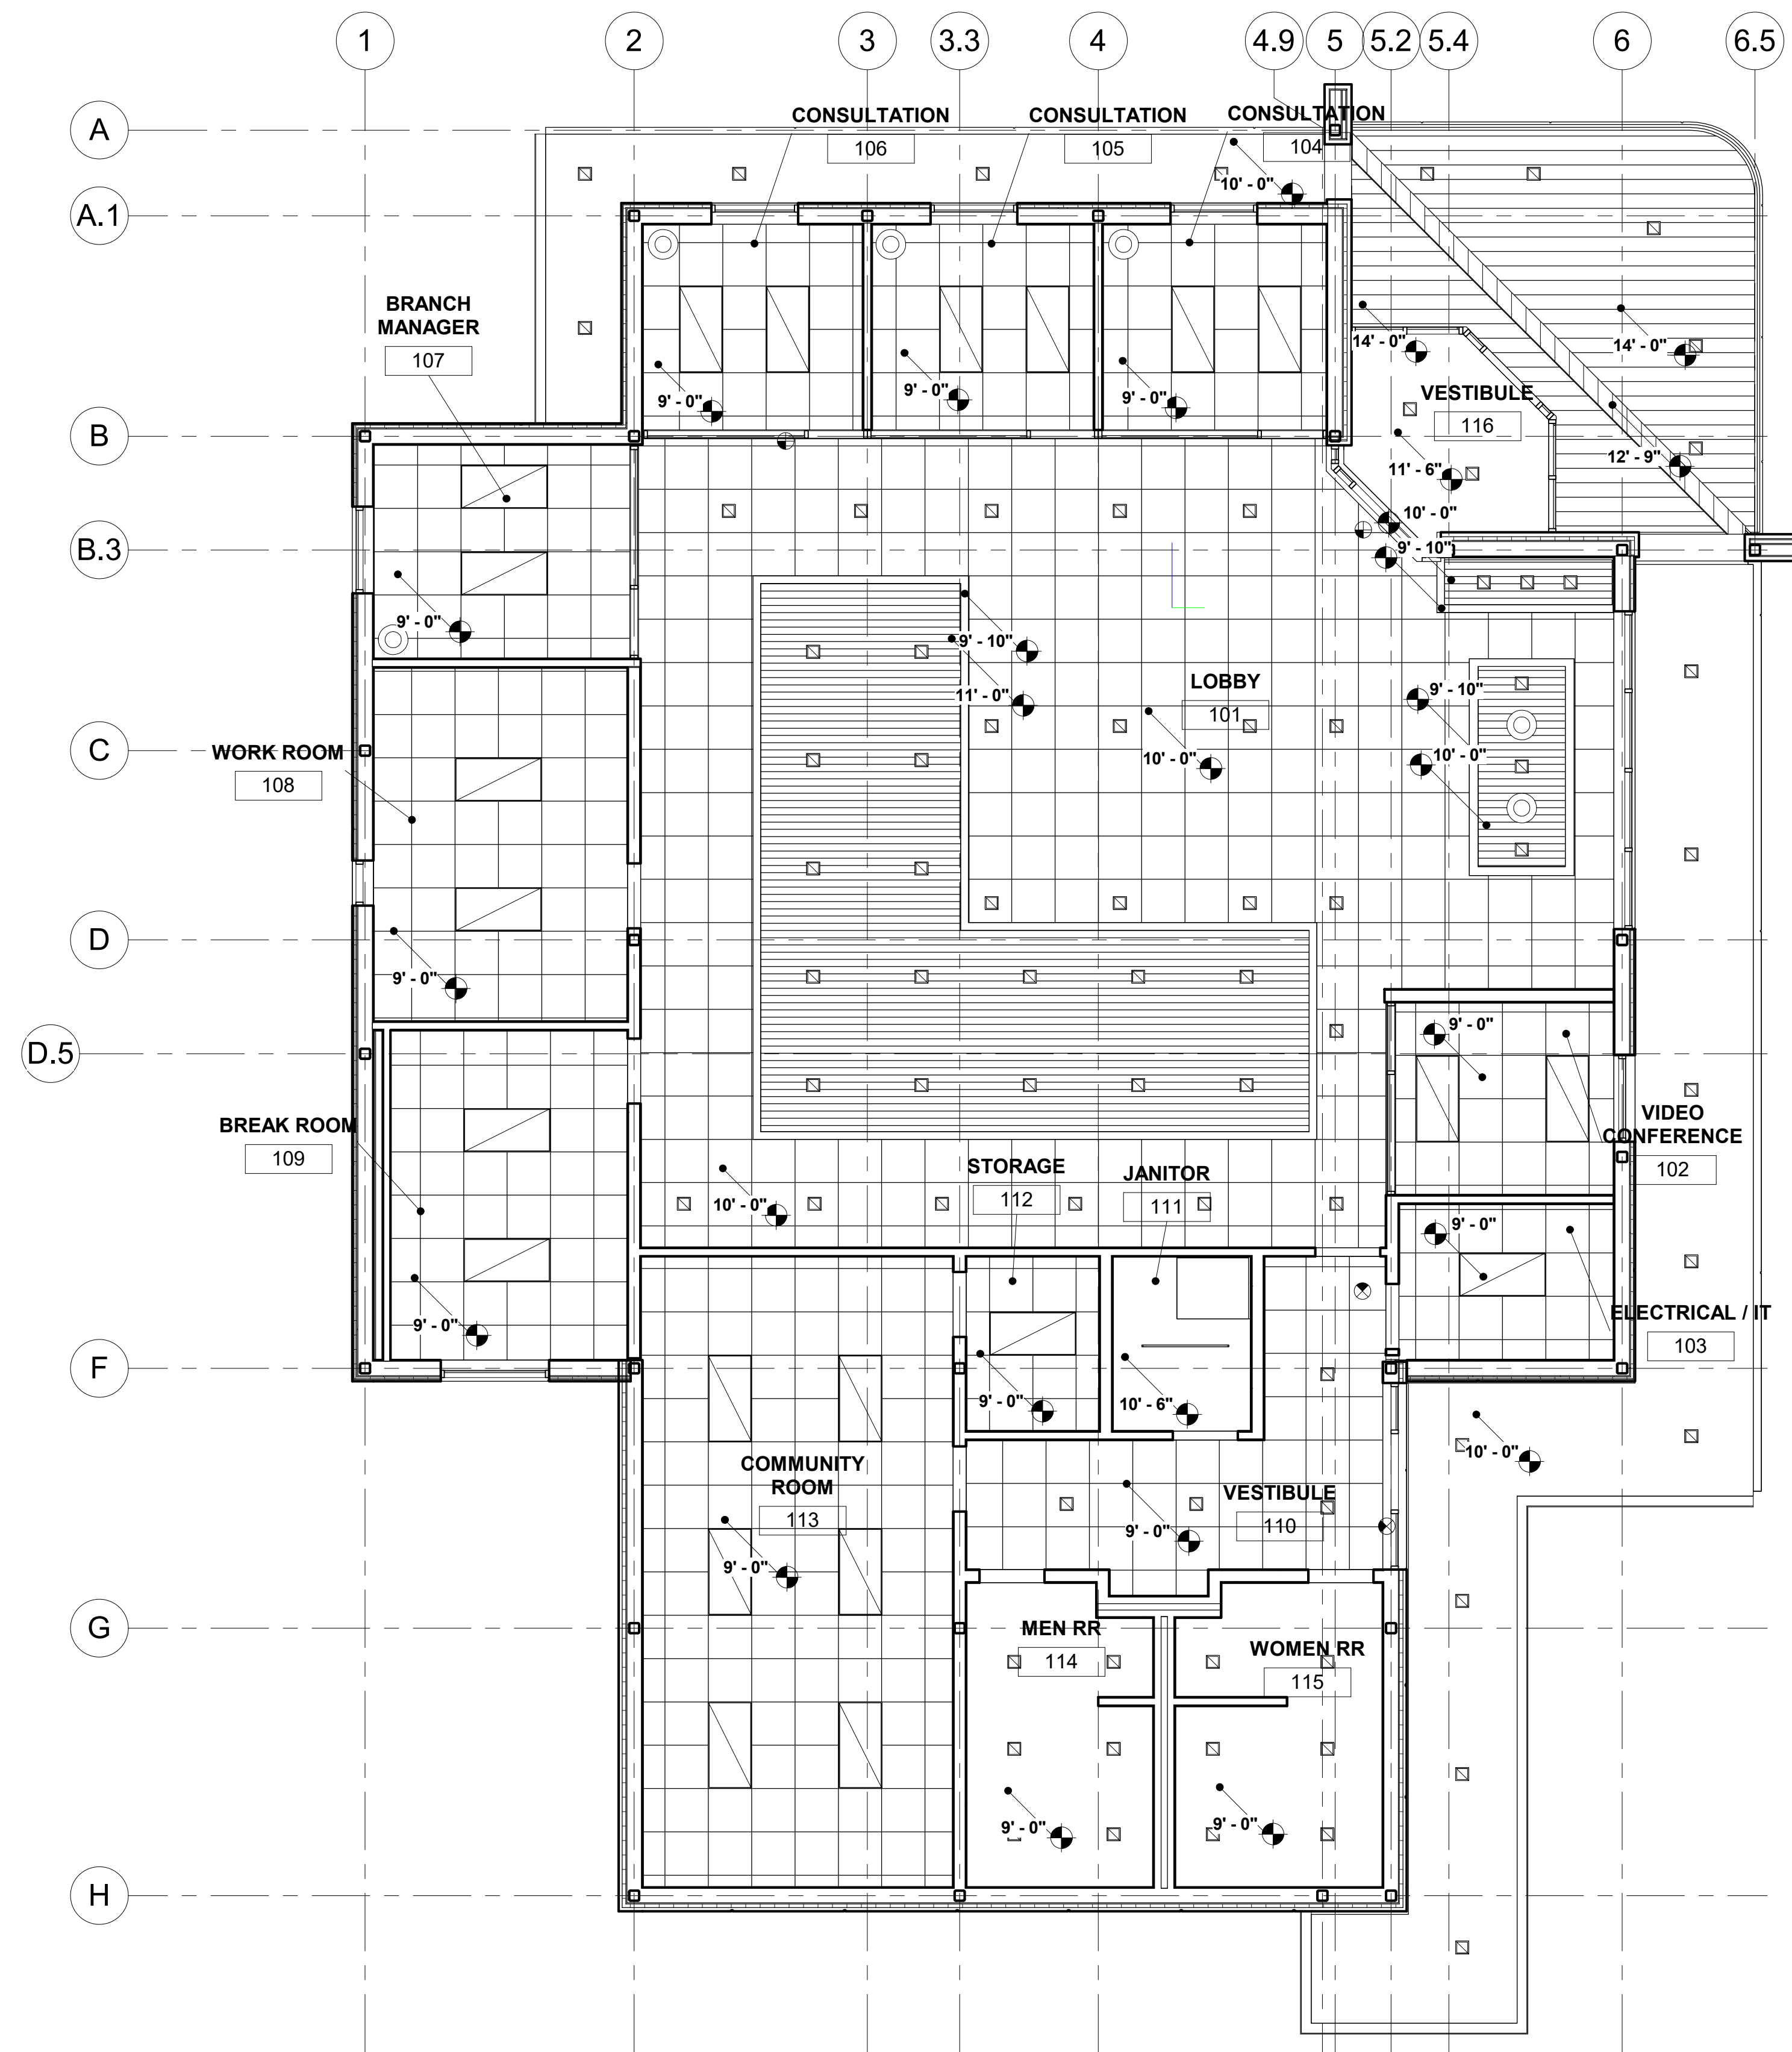 1
2
3
3.3
4
4.9
5
5.2
5.4
6
6.5
A
CONSULTATION
106
CONSULTATION
105
CONSULTATION
104
10' - 0"
A.1
BRANCH
MANAGER
107
14' - 0"
14' - 0"
9' - 0"
9' - 0"
9' - 0"
VESTIBULE
116
B
11' - 6"
12' - 9"
10' - 0"
B.3
9' - 10"
9' - 0"
9' - 10"
11' - 0"
LOBBY
101
9' - 10"
C
WORK ROOM
108
10' - 0"
10' - 0"
D
9' - 0"
9' - 0"
D.5
BREAK ROOM
109
VIDEO
CONFERENCE
102
STORAGE
112
JANITOR
111
10' - 0"
9' - 0"
ELECTRICAL / IT
103
9' - 0"
F
9' - 0"
10' - 6"
10' - 0"
COMMUNITY
ROOM
113
VESTIBULE
110
9' - 0"
9' - 0"
G
MEN RR
114
WOMEN RR
115
9' - 0"
9' - 0"
H